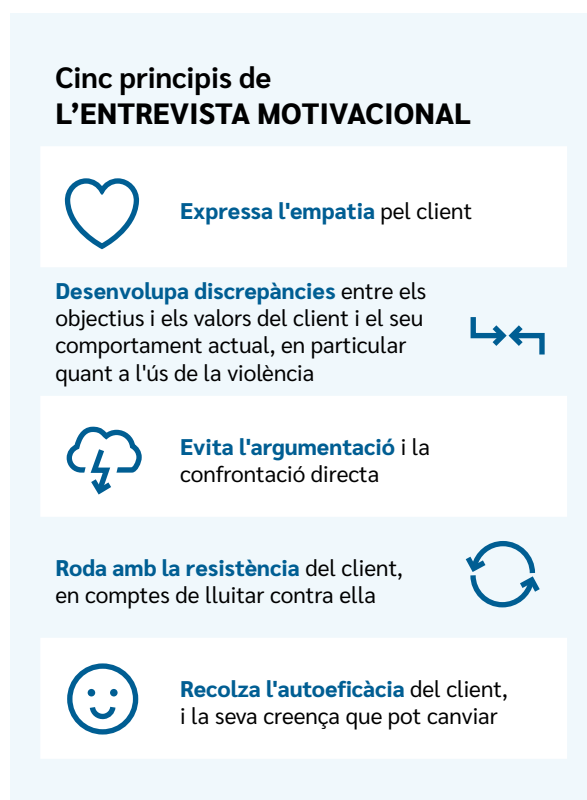 Cinc principis de
L'ENTREVISTA MOTIVACIONAL
Expressa l'empatia pel client
Desenvolupa discrepàncies entre els
objectius i els valors del client i el seu
comportament actual, en particular
quant a l'ús de la violència
Evita l'argumentació i la
confrontació directa
Roda amb la resistència del client,
en comptes de lluitar contra ella
Recolza l'autoeficàcia del client,
i la seva creença que pot canviar